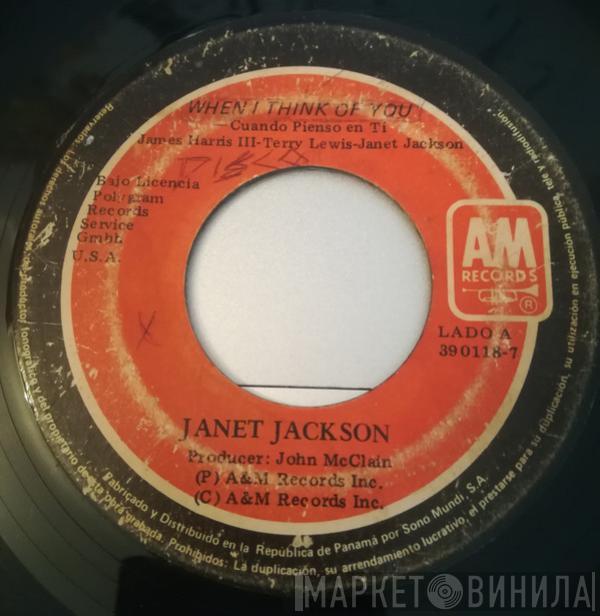 "WHEN I THINK OF YOU"
—Cuando Pienso en Ti
James Harris III-Terry Lewis-Janet Jackson
DISCO
Bajo Licencia
Polygram
Records
Service
Gmbh
U.S.A.
AM
RECORDS
®
LADO A
390118-7
X
JANET JACKSON
Producer: John McClain
(P) A&M Records Inc.
(C) A&M Records Inc.
Fabricado y Distribuido en la República de Panamá por Sono Mundi, S.A.
Prohibidos: La duplicación, su arrendamiento lucrativo, el prestarse para su duplicación, su ejecución pública, tele y radiodifusión.
МАРКЕТ ВИНИЛА